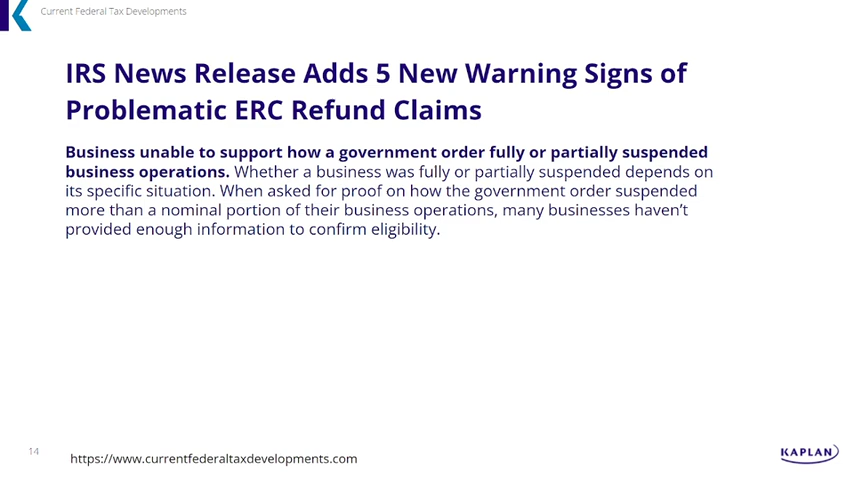 Current Federal Tax Developments
IRS News Release Adds 5 New Warning Signs of
Problematic ERC Refund Claims
Business unable to support how a government order fully or partially suspended
business operations. Whether a business was fully or partially suspended depends on
its specific situation. When asked for proof on how the government order suspended
more than a nominal portion of their business operations, many businesses haven’t
provided enough information to confirm eligibility.
14
https://www.currentfederaltaxdevelopments.com
KAPLAN